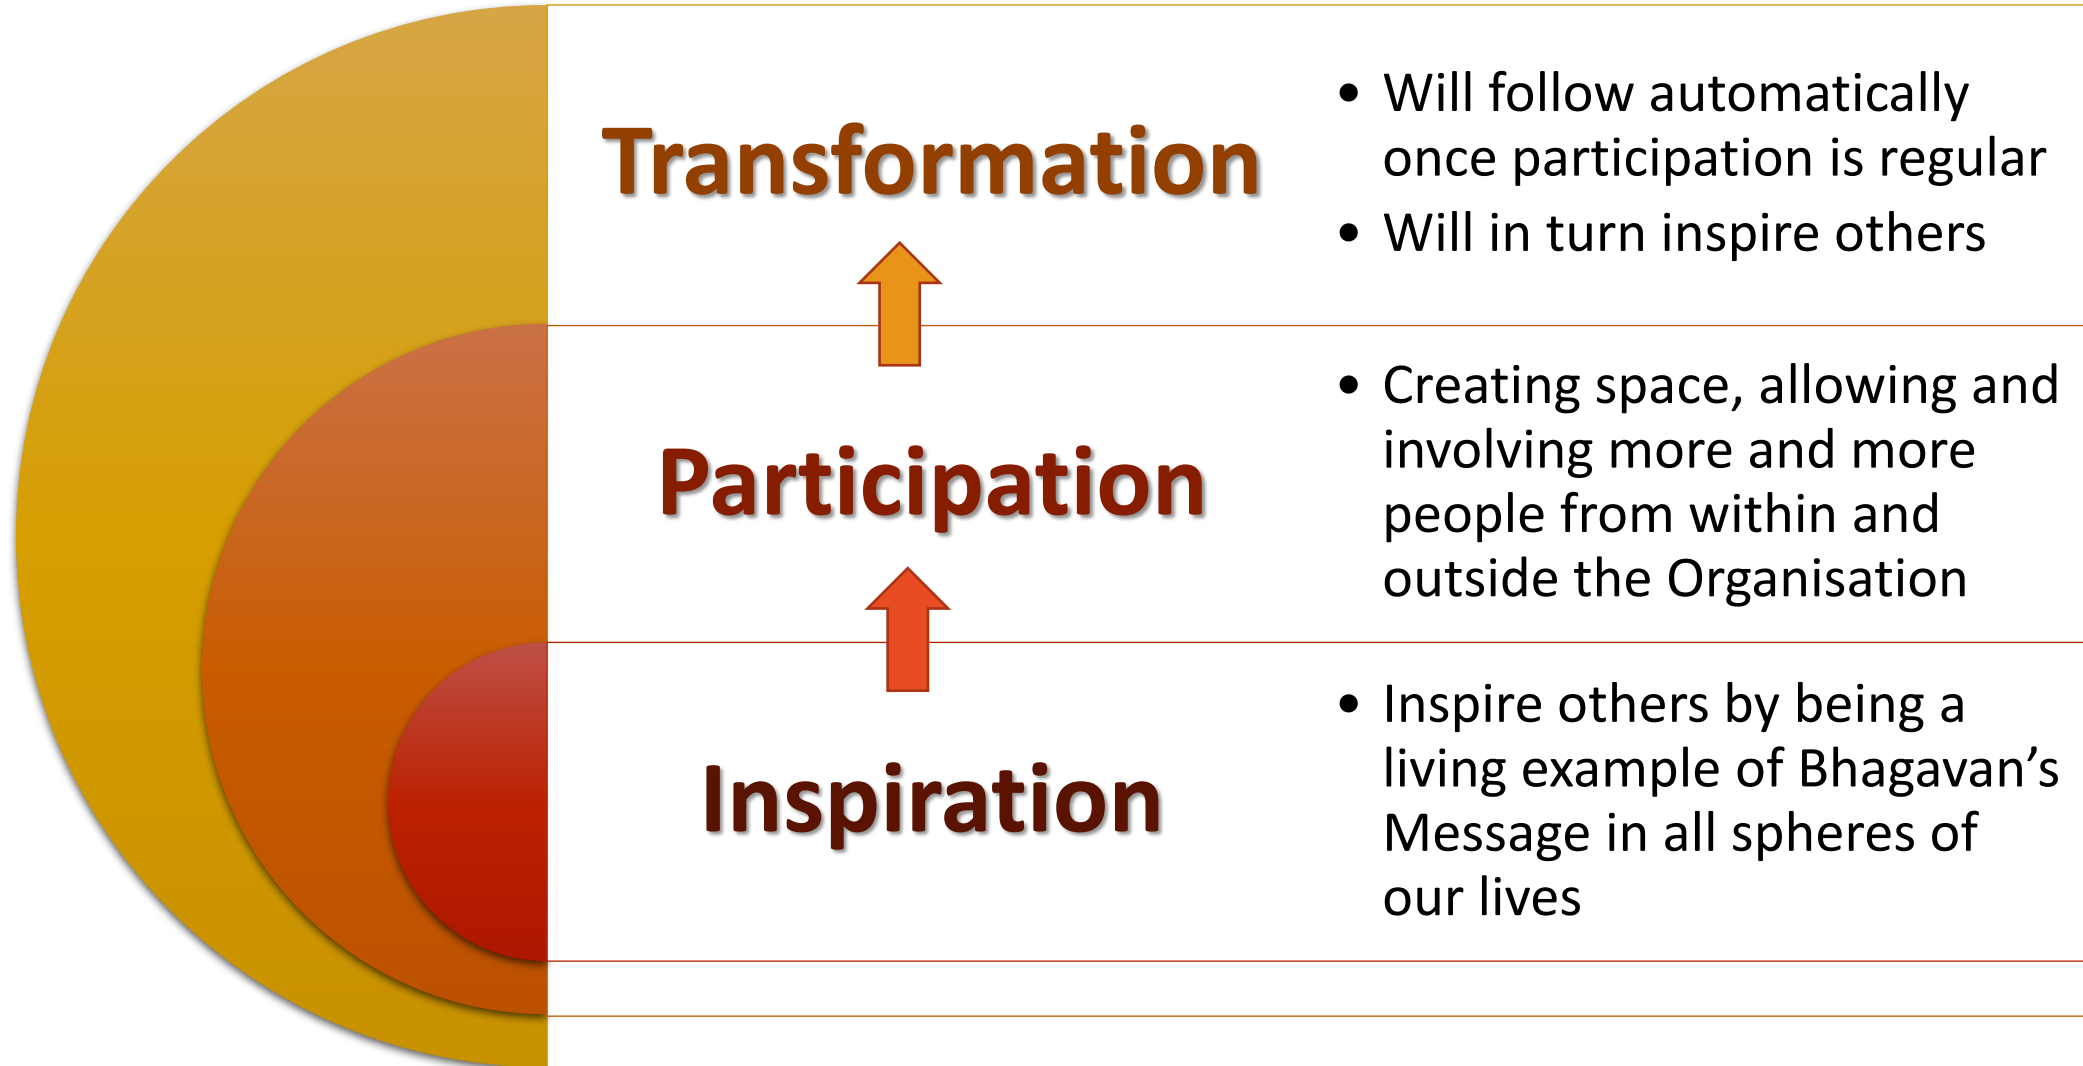 Transformation
• Will follow automatically
once participation is regular
• Will in turn inspire others
Participation
• Creating space, allowing and
involving more and more
people from within and
outside the Organisation
Inspiration
• Inspire others by being a
living example of Bhagavan’s
Message in all spheres of
our lives